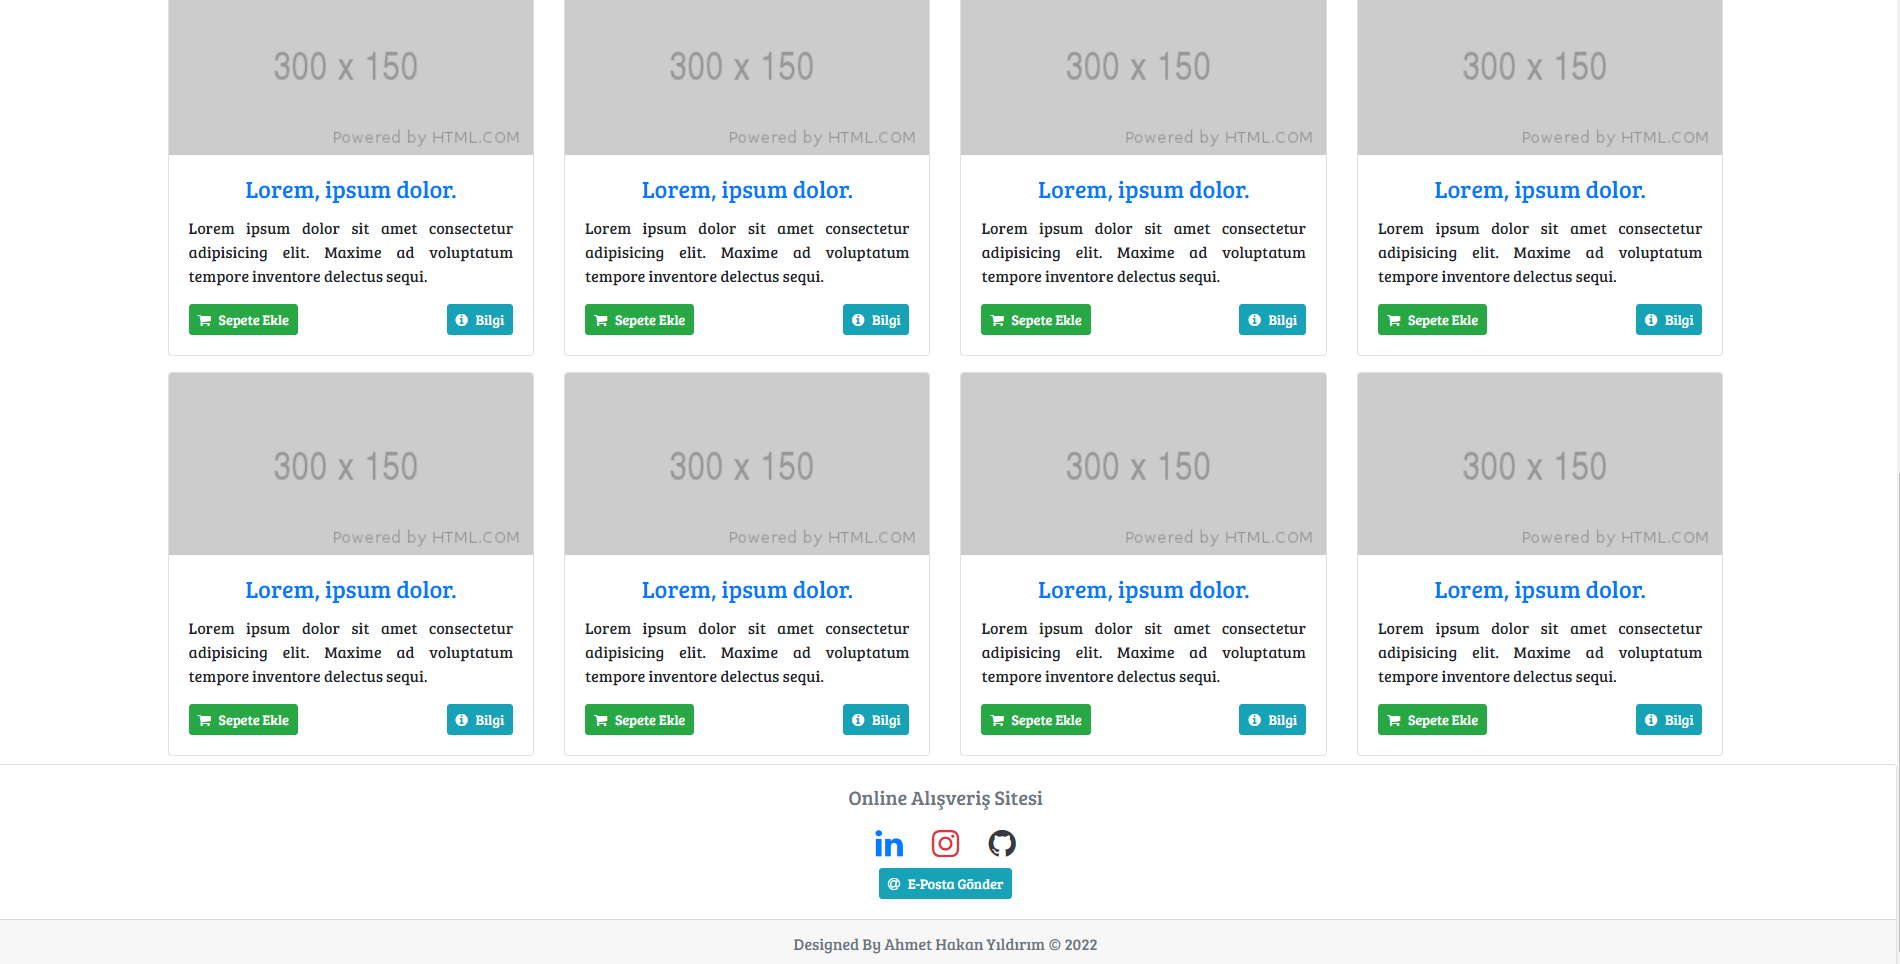 300 x 150
Powered by HTML.COM
300 x 150
Powered by HTML.COM
300 x 150
Powered by HTML.COM
300 x 150
Powered by HTML.COM
Lorem, ipsum dolor.
Lorem ipsum dolor sit amet consectetur
adipisicing elit. Maxime ad voluptatum
tempore inventore delectus sequi.
Sepete Ekle
Bilgi
Lorem, ipsum dolor.
Lorem ipsum dolor sit amet consectetur
adipisicing elit. Maxime ad voluptatum
tempore inventore delectus sequi.
Sepete Ekle
Bilgi
Lorem, ipsum dolor.
Lorem ipsum dolor sit amet consectetur
adipisicing elit. Maxime ad voluptatum
tempore inventore delectus sequi.
Sepete Ekle
Bilgi
Lorem, ipsum dolor.
Lorem ipsum dolor sit amet consectetur
adipisicing elit. Maxime ad voluptatum
tempore inventore delectus sequi.
Sepete Ekle
Bilgi
300 x 150
Powered by HTML.COM
300 x 150
Powered by HTML.COM
300 x 150
Powered by HTML.COM
300 x 150
Powered by HTML.COM
Lorem, ipsum dolor.
Lorem ipsum dolor sit amet consectetur
adipisicing elit. Maxime ad voluptatum
tempore inventore delectus sequi.
Sepete Ekle
Bilgi
Lorem, ipsum dolor.
Lorem ipsum dolor sit amet consectetur
adipisicing elit. Maxime ad voluptatum
tempore inventore delectus sequi.
Sepete Ekle
Bilgi
Lorem, ipsum dolor.
Lorem ipsum dolor sit amet consectetur
adipisicing elit. Maxime ad voluptatum
tempore inventore delectus sequi.
Sepete Ekle
Bilgi
Lorem, ipsum dolor.
Lorem ipsum dolor sit amet consectetur
adipisicing elit. Maxime ad voluptatum
tempore inventore delectus sequi.
Sepete Ekle
Bilgi
Online Alışveriş Sitesi
in
@ E-Posta Gönder
Designed By Ahmet Hakan Yıldırım © 2022